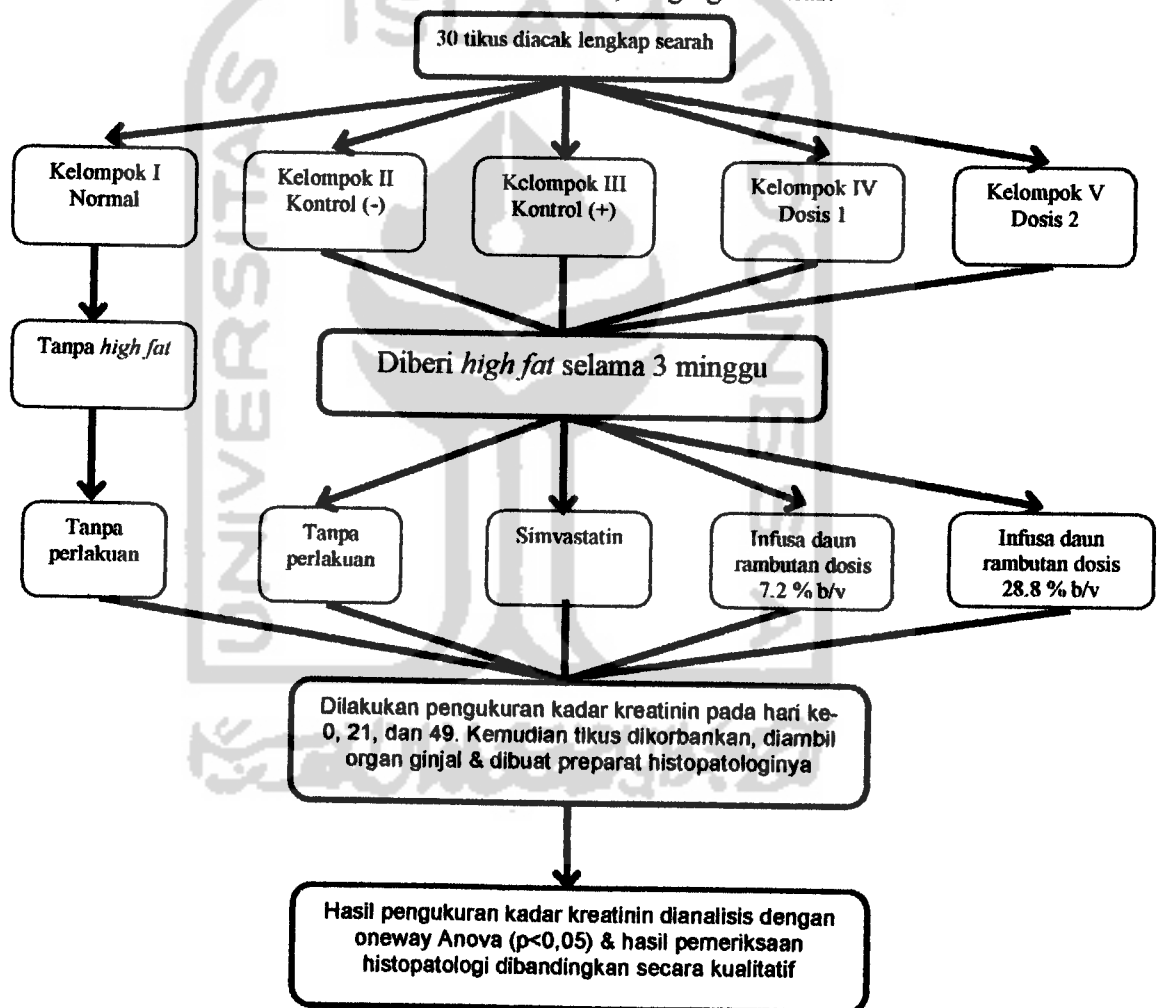 30 tikus diacak lengkap searah
Kelompok I
Normal
Kelompok II
Kontrol (-)
Kelompok III
Kontrol (+)
Kelompok IV
Dosis 1
Kelompok V
Dosis 2
Tanpa high fat
Diberi high fat selama 3 minggu
Tanpa
perlakuan
Tanpa
perlakuan
Simvastatin
Infusa daun
rambutan dosis
7.2 % b/v
Infusa daun
rambutan dosis
28.8 % b/v
Dilakukan pengukuran kadar kreatinin pada hari ke-
0, 21, dan 49. Kemudian tikus dikorbankan, diambil
organ ginjal & dibuat preparat histopatologinya
Hasil pengukuran kadar kreatinin dianalisis dengan
oneway Anova (p<0,05) & hasil pemeriksaan
histopatologi dibandingkan secara kualitatif
ISLAM
UNIVERSITAS
INDONESIA